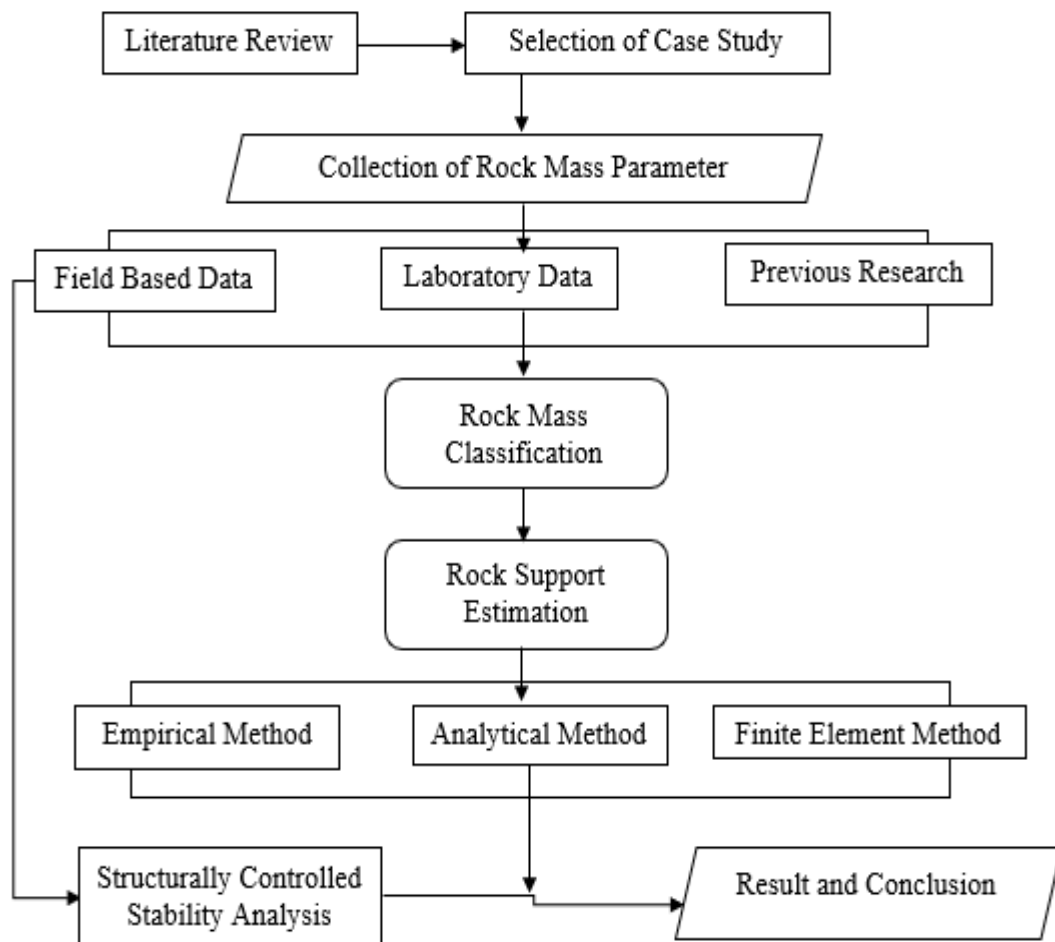 Literature Review
Selection of Case Study
Collection of Rock Mass Parameter
Field Based Data
Laboratory Data
Previous Research
Rock Mass
Classification
Rock Support
Estimation
Empirical Method
Analytical Method
Finite Element Method
Structurally Controlled
Stability Analysis
Result and Conclusion